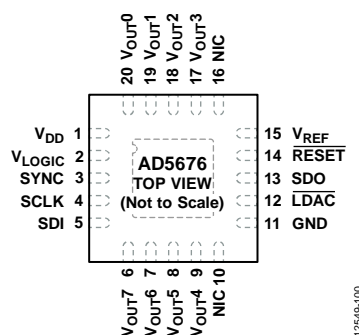 20 VOUT0
19 VOUT1
18 VOUT2
17 VOUT3
16 NIC
VDD 1
VLOGIC 2
SYNC 3
SCLK 4
SDI 5
AD5676
TOP VIEW
(Not to Scale)
15 VREF
14 RESET
13 SDO
12 LDAC
11 GND
VOUT7 6
VOUT6 7
VOUT5 8
VOUT4 9
NIC 10
12549-100